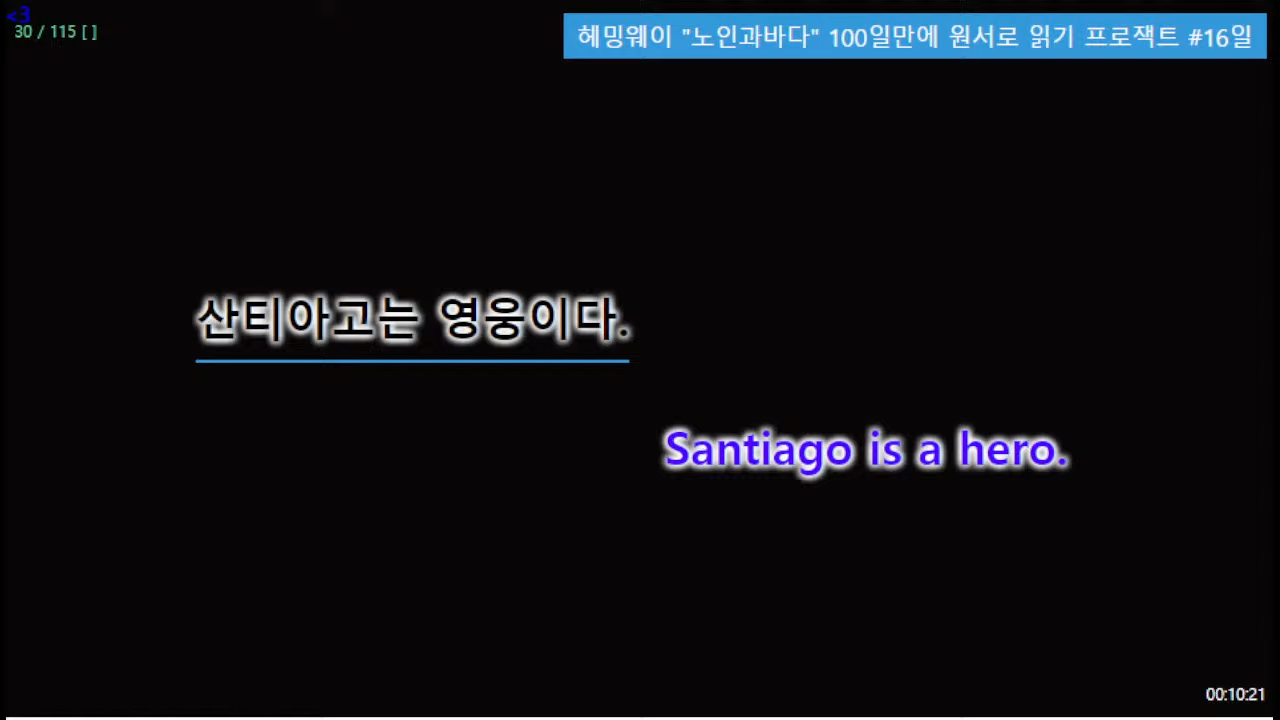 <3
30 / 115 [ ]
헤밍웨이 "노인과바다" 100일만에 원서로 읽기 프로잭트 #16일
산티아고는 영웅이다.
Santiago is a hero.
00:10:21